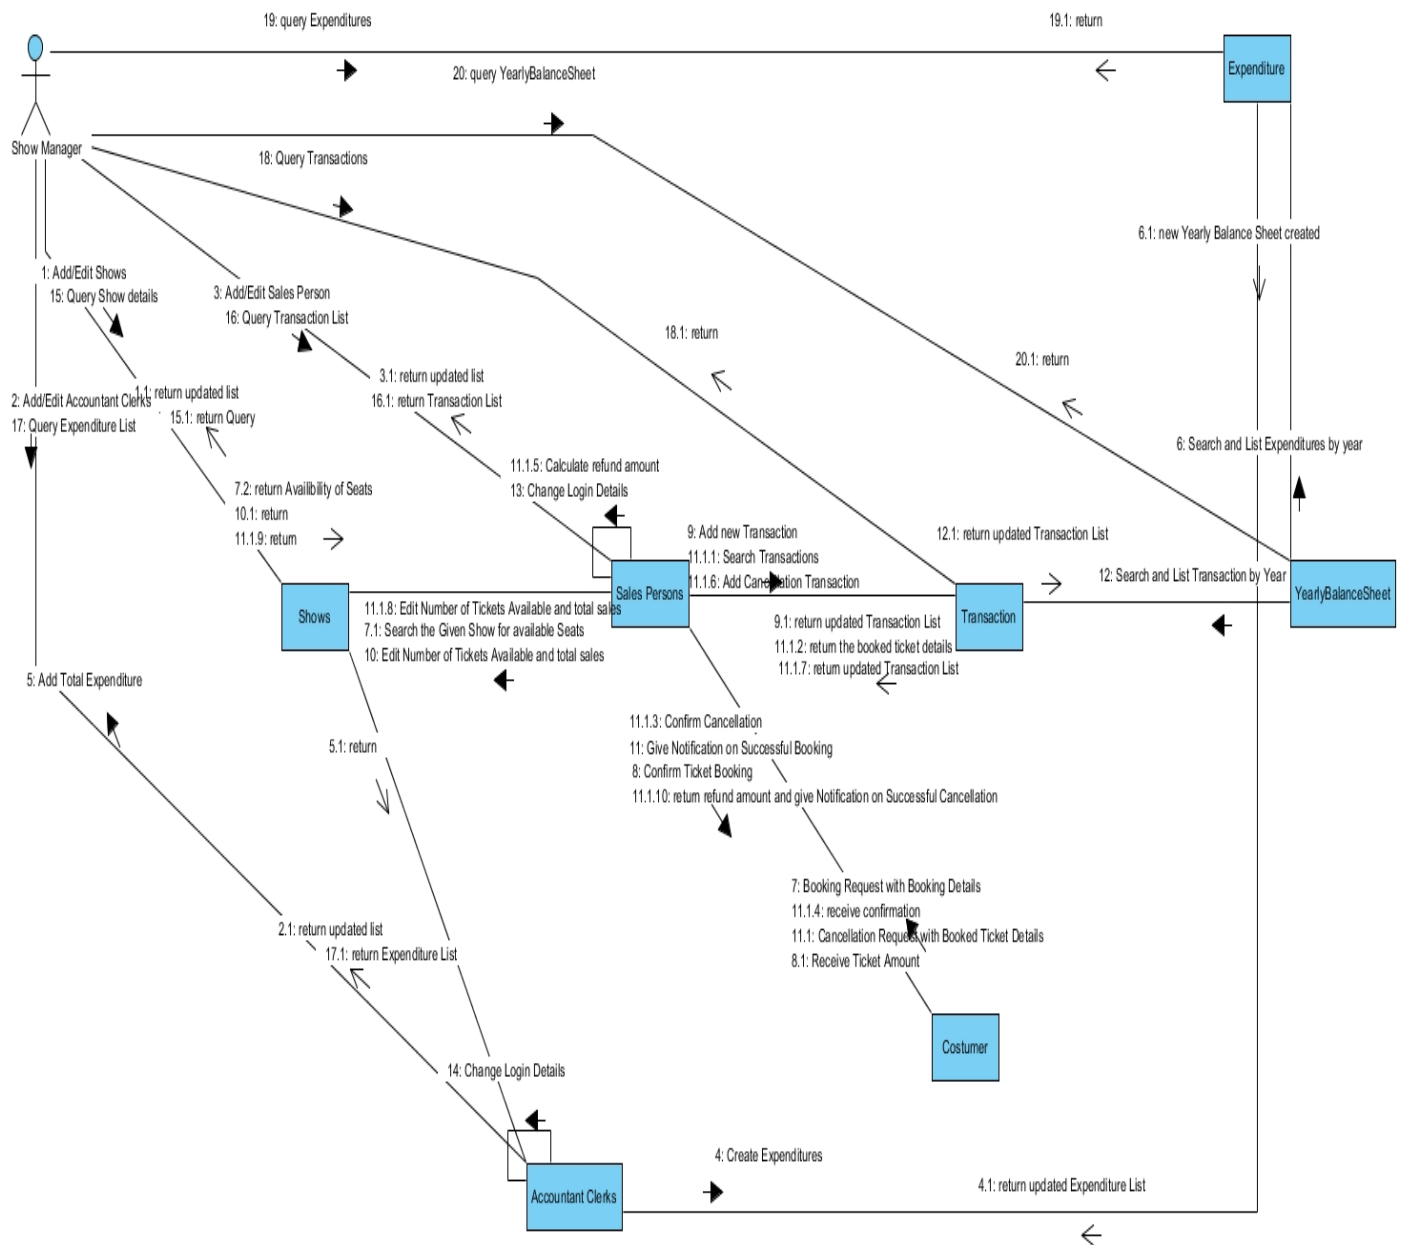 19: query Expenditures
19.1: return
Expenditure
20: query YearlyBalanceSheet
Show Manager
18: Query Transactions
6.1: new Yearly Balance Sheet created
1: Add/Edit Shows
15: Query Show details
3: Add/Edit Sales Person
16: Query Transaction List
18.1: return
20.1: return
3.1: return updated list
16.1: return Transaction List
2: Add/Edit Accountant Clerks
17: Query Expenditure List
1.1: return updated list
15.1: return Query
6: Search and List Expenditures by year
11.1.5: Calculate refund amount
13: Change Login Details
7.2: return Availibility of Seats
10.1: return
11.1.9: return
9: Add new Transaction
11.1.1: Search Transactions
11.1.6: Add Cancellation Transaction
12.1: return updated Transaction List
12: Search and List Transaction by Year
Shows
Sales Persons
Transaction
YearlyBalanceSheet
11.1.8: Edit Number of Tickets Available and total sales
7.1: Search the Given Show for available Seats
10: Edit Number of Tickets Available and total sales
9.1: return updated Transaction List
11.1.2: return the booked ticket details
11.1.7: return updated Transaction List
5: Add Total Expenditure
5.1: return
11.1.3: Confirm Cancellation
11: Give Notification on Successful Booking
8: Confirm Ticket Booking
11.1.10: return refund amount and give Notification on Successful Cancellation
7: Booking Request with Booking Details
11.1.4: receive confirmation
11.1: Cancellation Request with Booked Ticket Details
8.1: Receive Ticket Amount
2.1: return updated list
17.1: return Expenditure List
Costumer
14: Change Login Details
Accountant Clerks
4: Create Expenditures
4.1: return updated Expenditure List